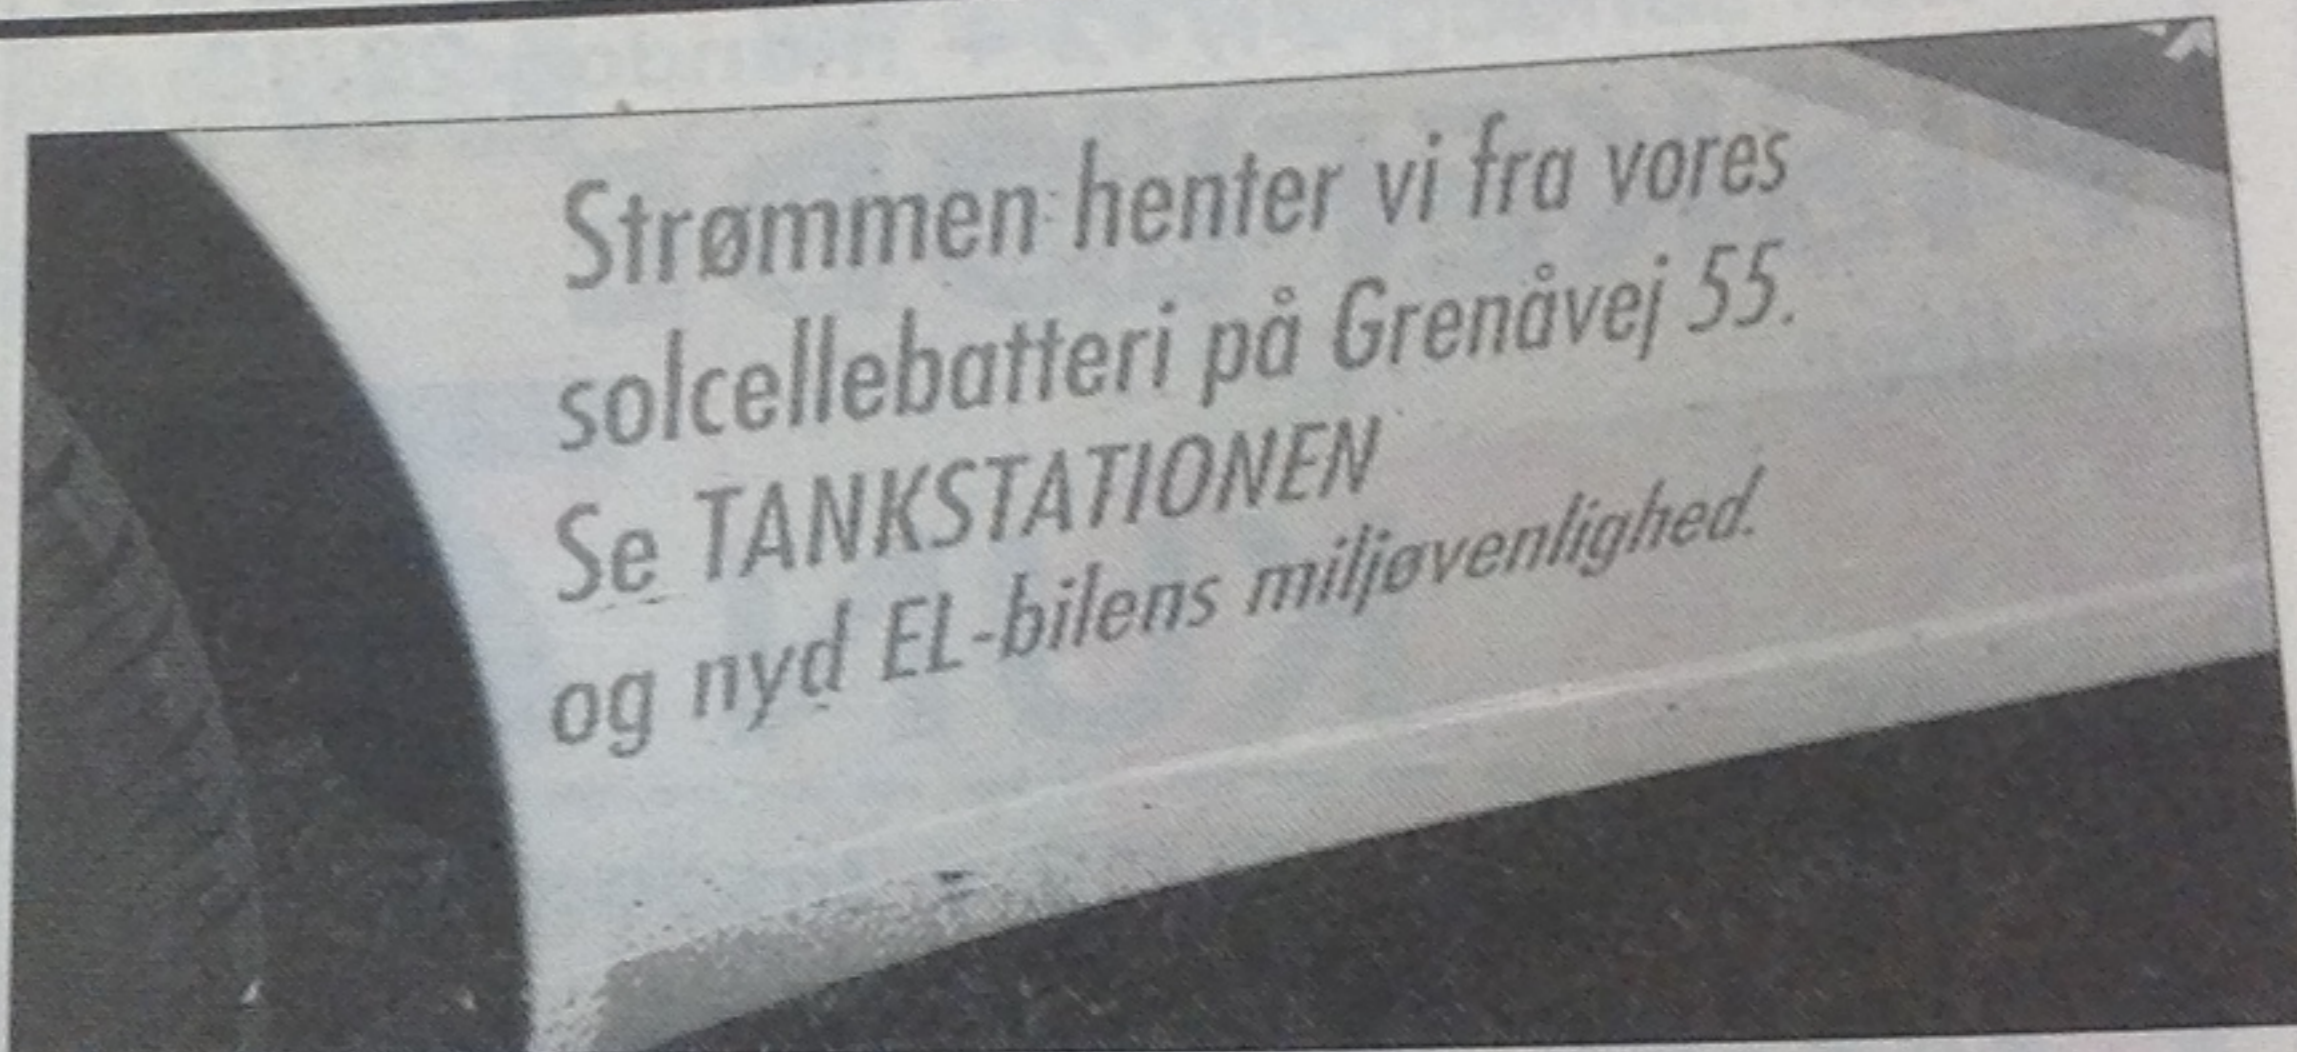 Strømmen henter vi fra vores
solcellebatteri på Grenåvej 55.
Se TANKSTATIONEN
og nyd EL-bilens miljøvenlighed.